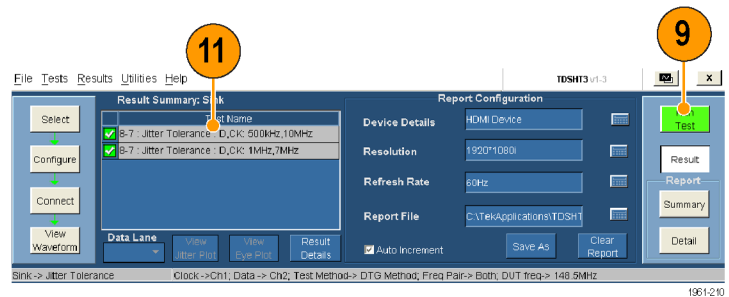 11
9
File Tests Results Utilities Help
TDSHT3 v1-3
x
Result Summary: Sink
Report Configuration
Select
Configure
Connect
View
Waveform
Test Name
8-7 : Jitter Tolerance : D,CK: 500kHz,10MHz
8-7 : Jitter Tolerance : D,CK: 1MHz,7MHz
Data Lane
View
Jitter Plot
View
Eye Plot
Result
Details
Device Details
HDMI Device
Resolution
1920*1080i
Refresh Rate
60Hz
Report File
C:\TekApplications\TDSHT
Auto Increment
Save As
Clear
Report
Test
Result
Report
Summary
Detail
Sink -> Jitter Tolerance
Clock ->Ch1; Data -> Ch2; Test Method-> DTG Method; Freq Pair-> Both; DUT freq-> 148.5MHz
1961-210